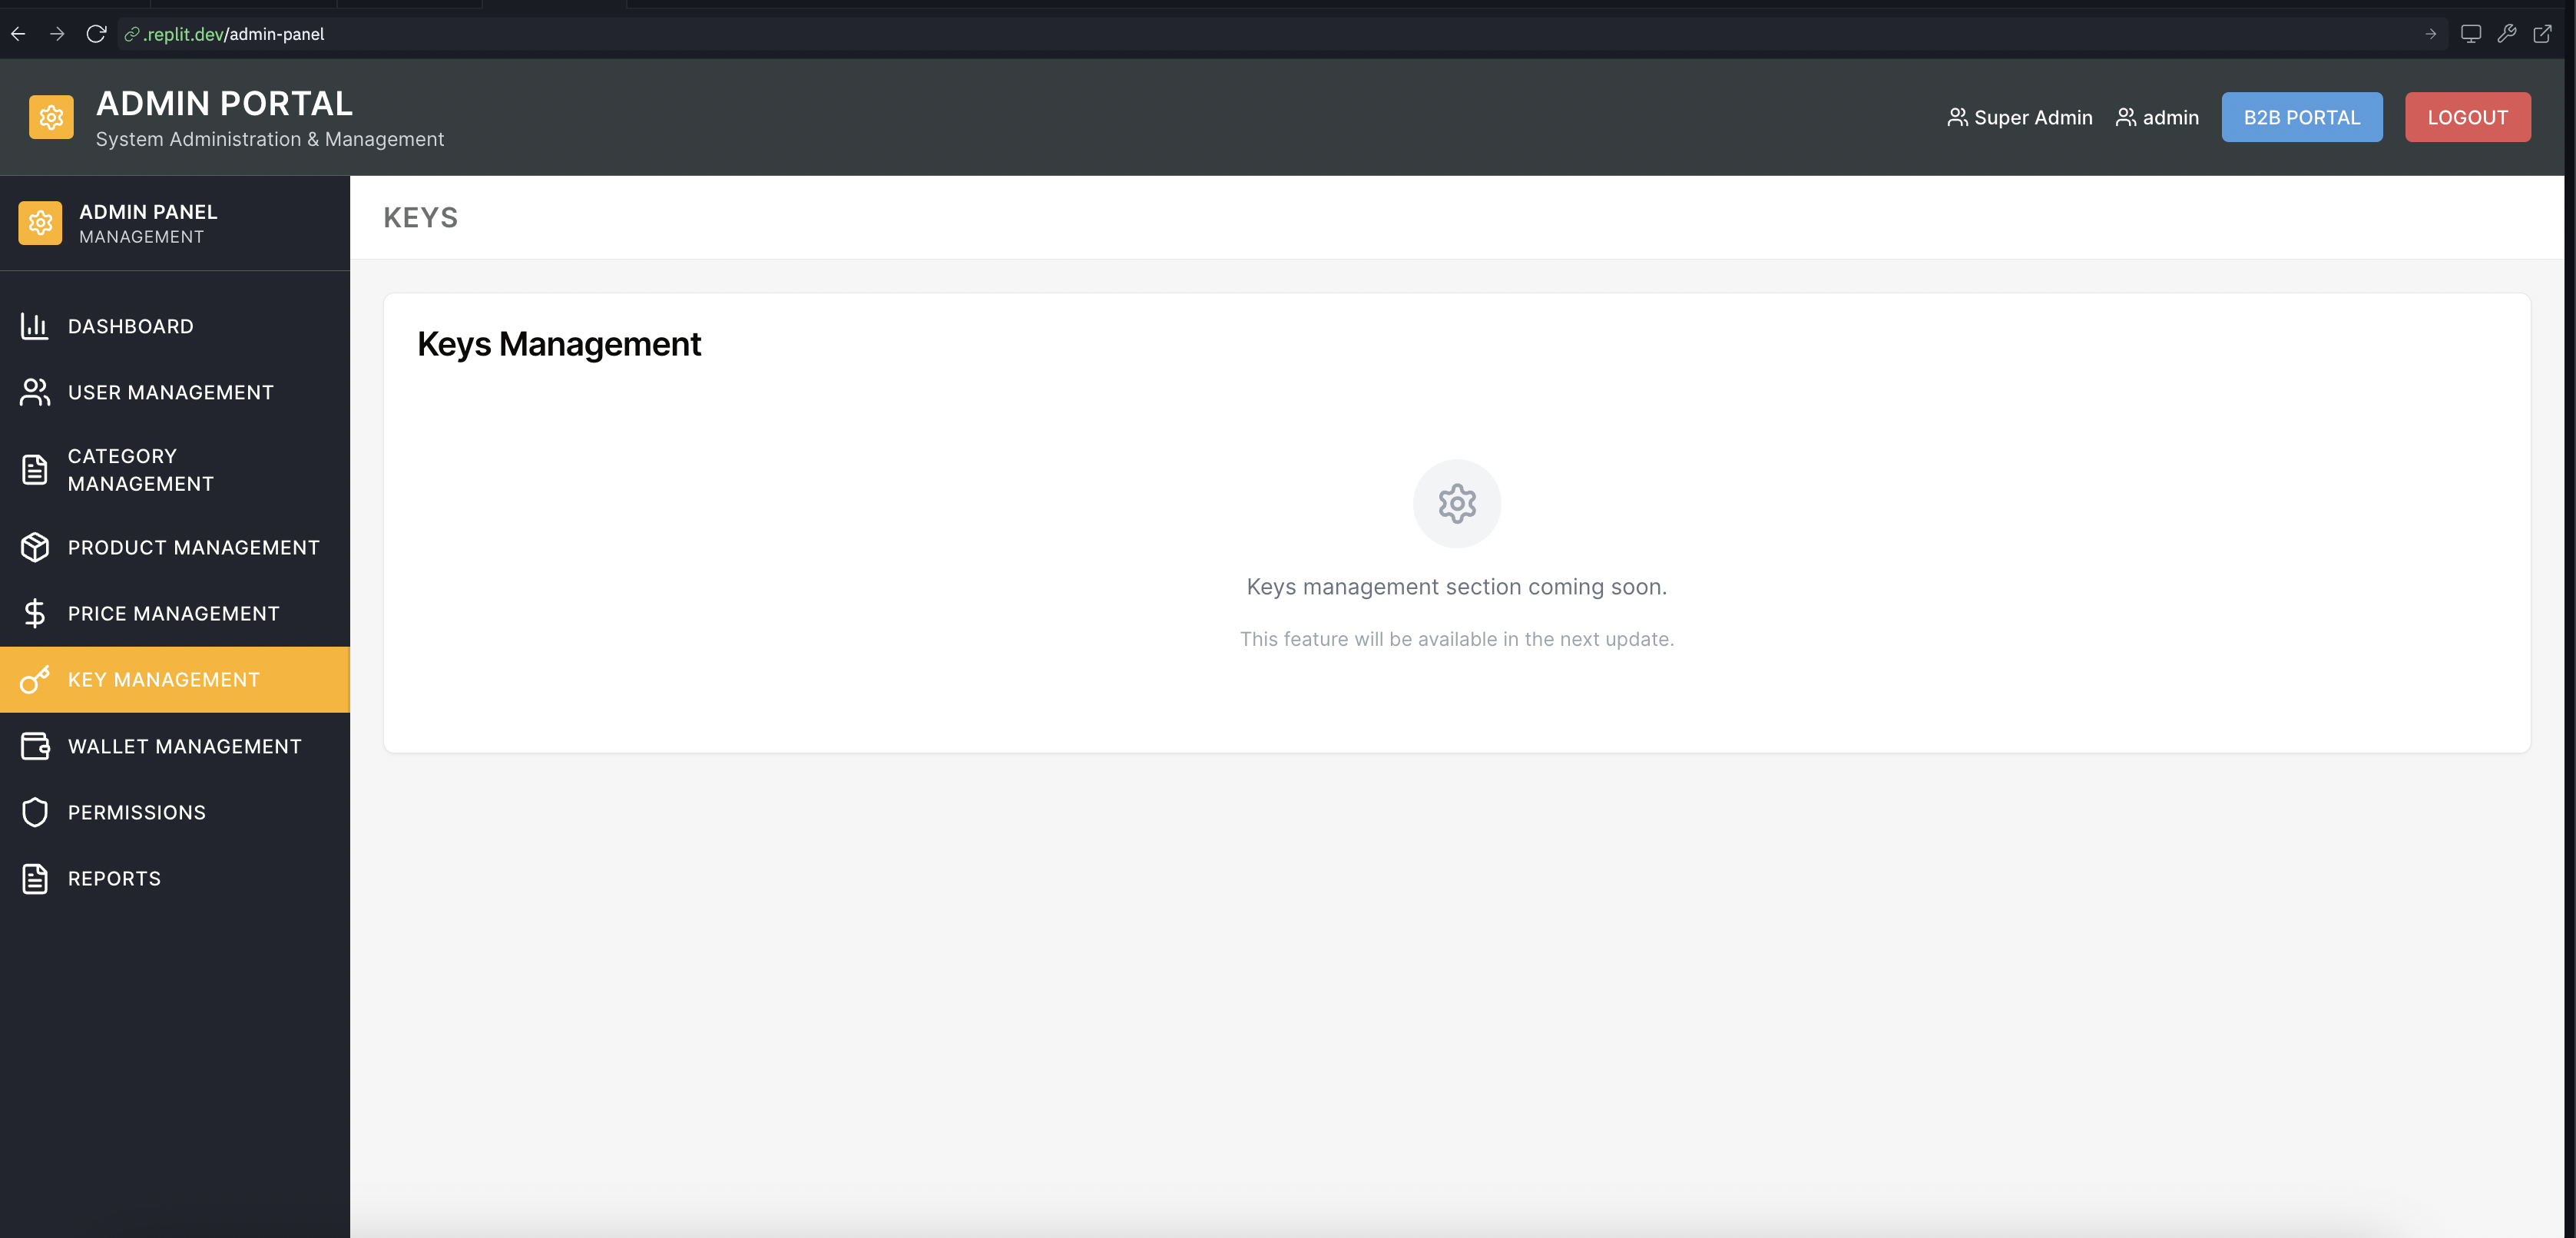 .replit.dev/admin-panel
ADMIN PORTAL
System Administration & Management
Super Admin
admin
B2B PORTAL
LOGOUT
ADMIN PANEL
MANAGEMENT
DASHBOARD
USER MANAGEMENT
CATEGORY
MANAGEMENT
PRODUCT MANAGEMENT
PRICE MANAGEMENT
KEY MANAGEMENT
WALLET MANAGEMENT
PERMISSIONS
REPORTS
KEYS
Keys Management
Keys management section coming soon.
This feature will be available in the next update.